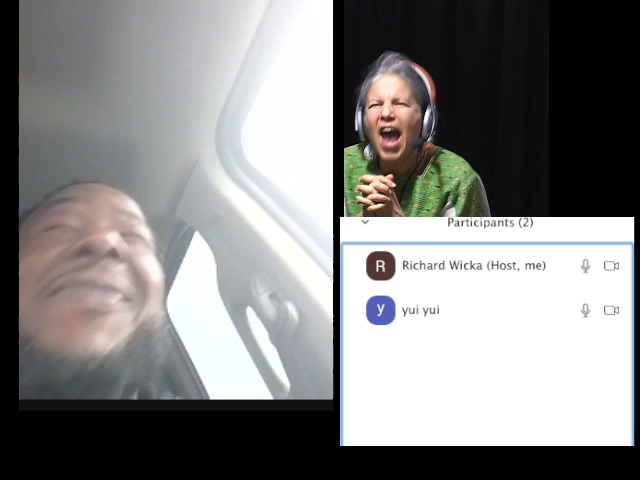 Participants (2)
R Richard Wicka (Host, me)
y yui yui